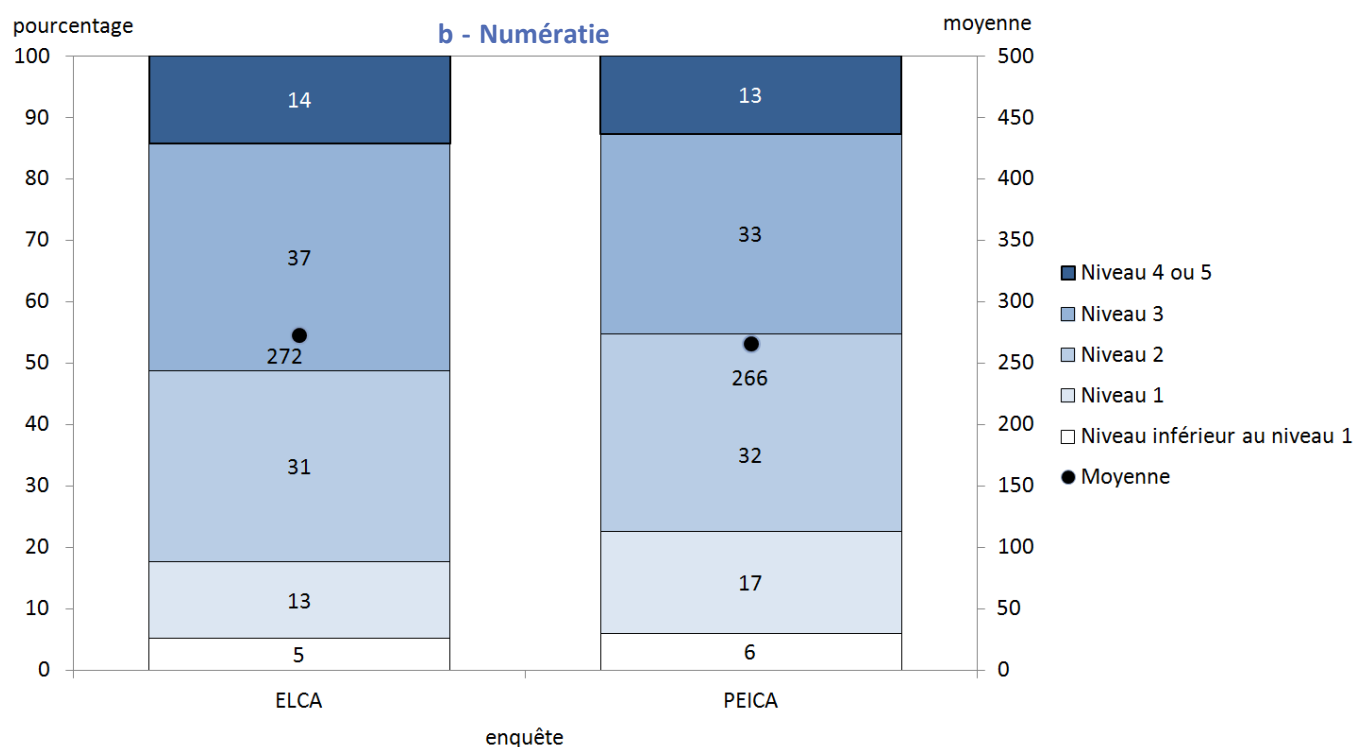 pourcentage
b - Numératie
moyenne
100
90
80
70
60
50
40
30
20
10
0
14
37
272
31
13
5
13
33
266
32
17
6
500
450
400
350
300
250
200
150
100
50
0
ELCA
PEICA
enquête
Niveau 4 ou 5
Niveau 3
Niveau 2
Niveau 1
Niveau inférieur au niveau 1
Moyenne